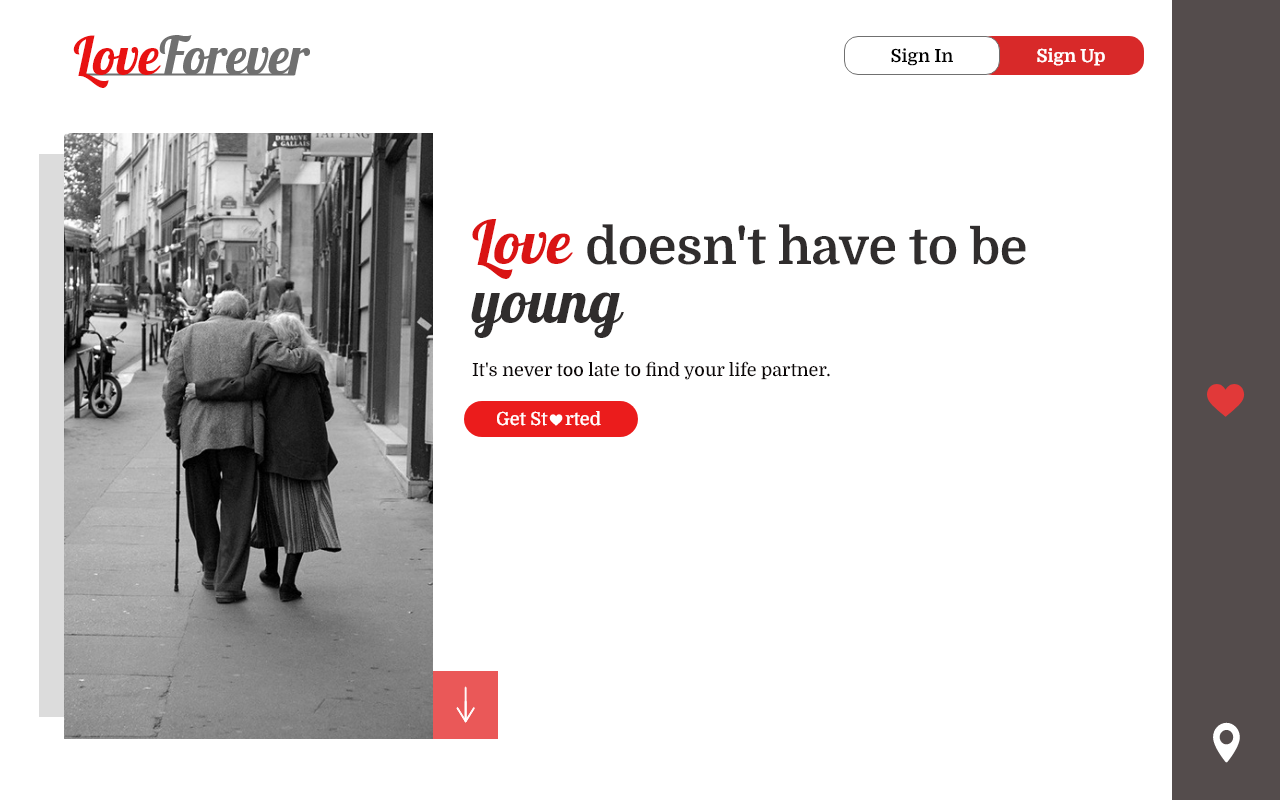 LoveForever
Sign In
Sign Up
DEBAUVE
& GALLAIS
Love doesn't have to be
young
It's never too late to find your life partner.
Get St♥rted